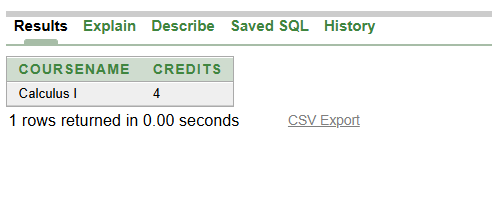 Results Explain Describe Saved SQL History
COURSENAME CREDITS
Calculus I 4
1 rows returned in 0.00 seconds CSV Export